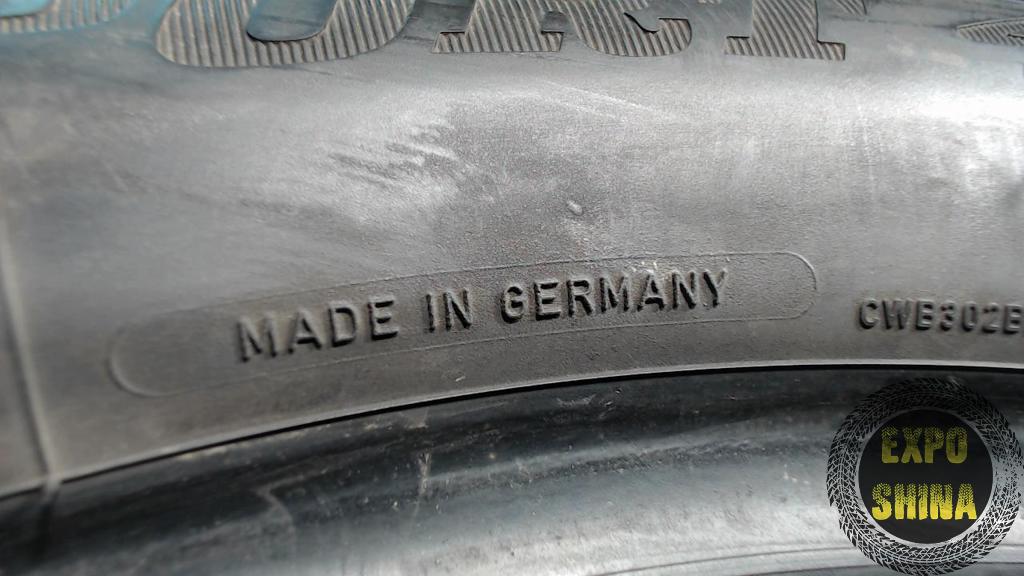 MADE IN GERMANY
CWB302B
EXPO
SHINA